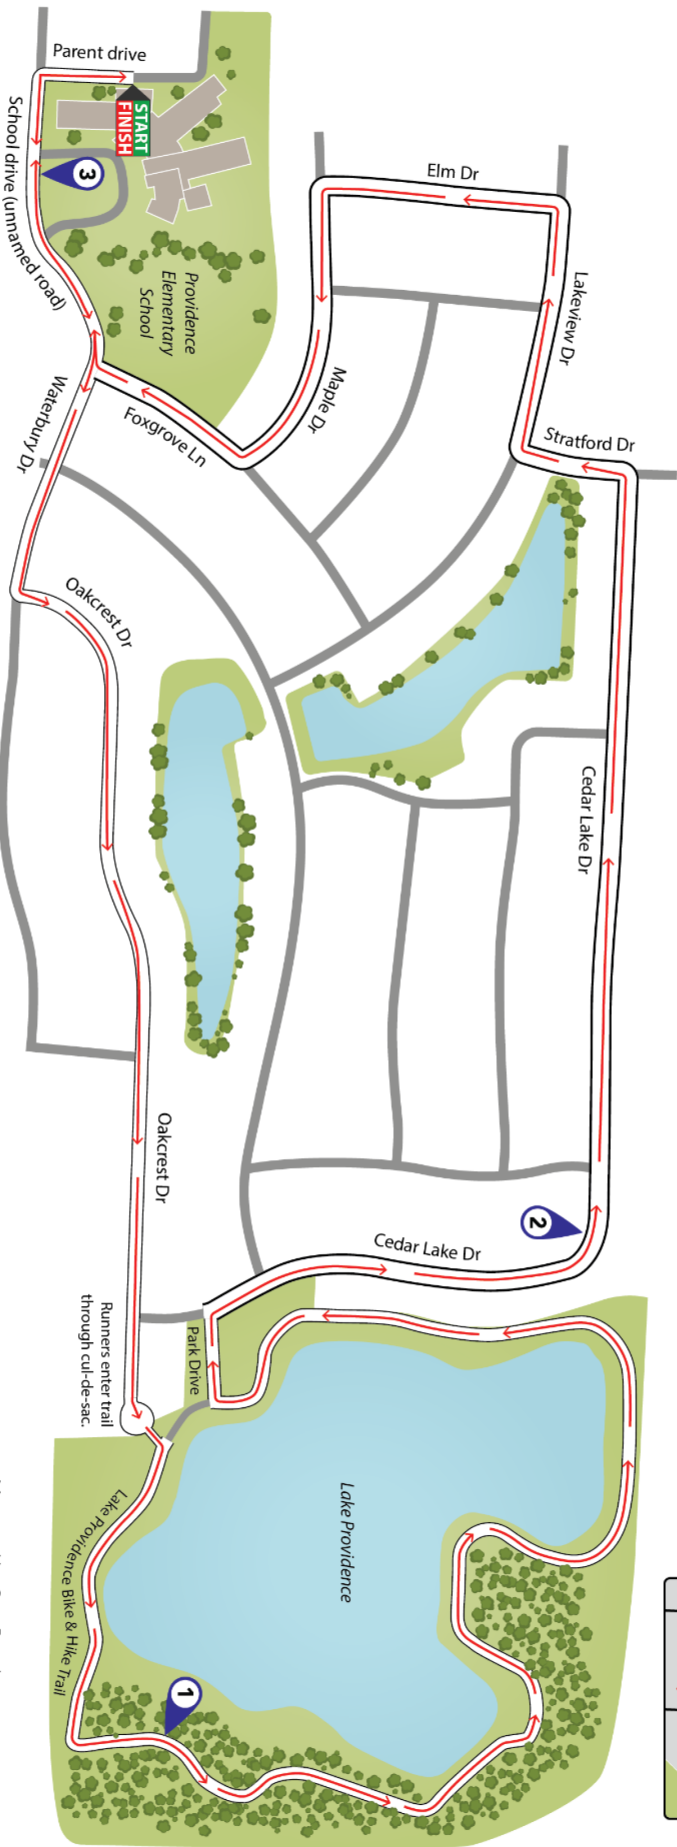 Parent drive
START
FINISH
School drive (unnamed road)
3
Providence
Elementary
School
Elm Dr
Lakeview Dr
Maple Dr
Foxgrove Ln
Stratford Dr
Waterbury Dr
Oakcrest Dr
Cedar Lake Dr
Oakcrest Dr
2
Cedar Lake Dr
Runners enter trail
through cul-de-sac.
Park Drive
Lake Providence
Lake Providence Bike & Hike Trail
1